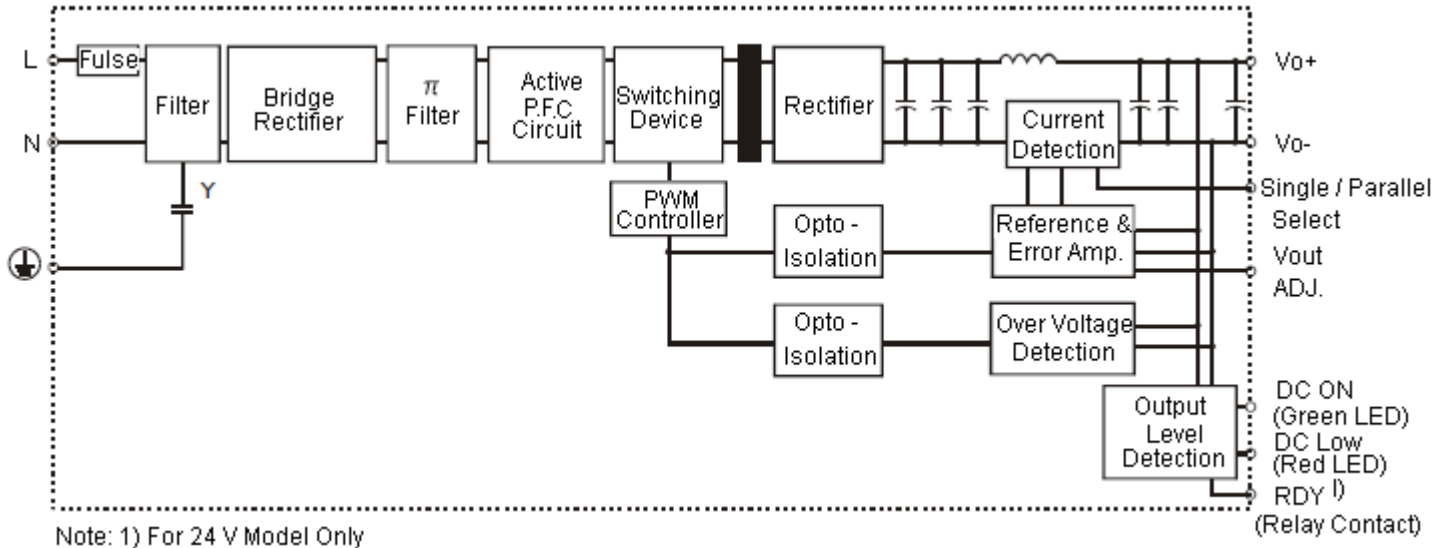 L
Fulse
Filter
Bridge
Rectifier
π
Filter
Active
P.F.C
Circuit
Switching
Device
Rectifier
Current
Detection
Vo+
N
Vo-
Y
PWM
Controller
Opto -
Isolation
Reference &
Error Amp.
Single / Parallel
Select
Vout
ADJ.
Opto -
Isolation
Over Voltage
Detection
Output
Level
Detection
DC ON
(Green LED)
DC Low
(Red LED)
RDY 1)
(Relay Contact)
Note: 1) For 24 V Model Only